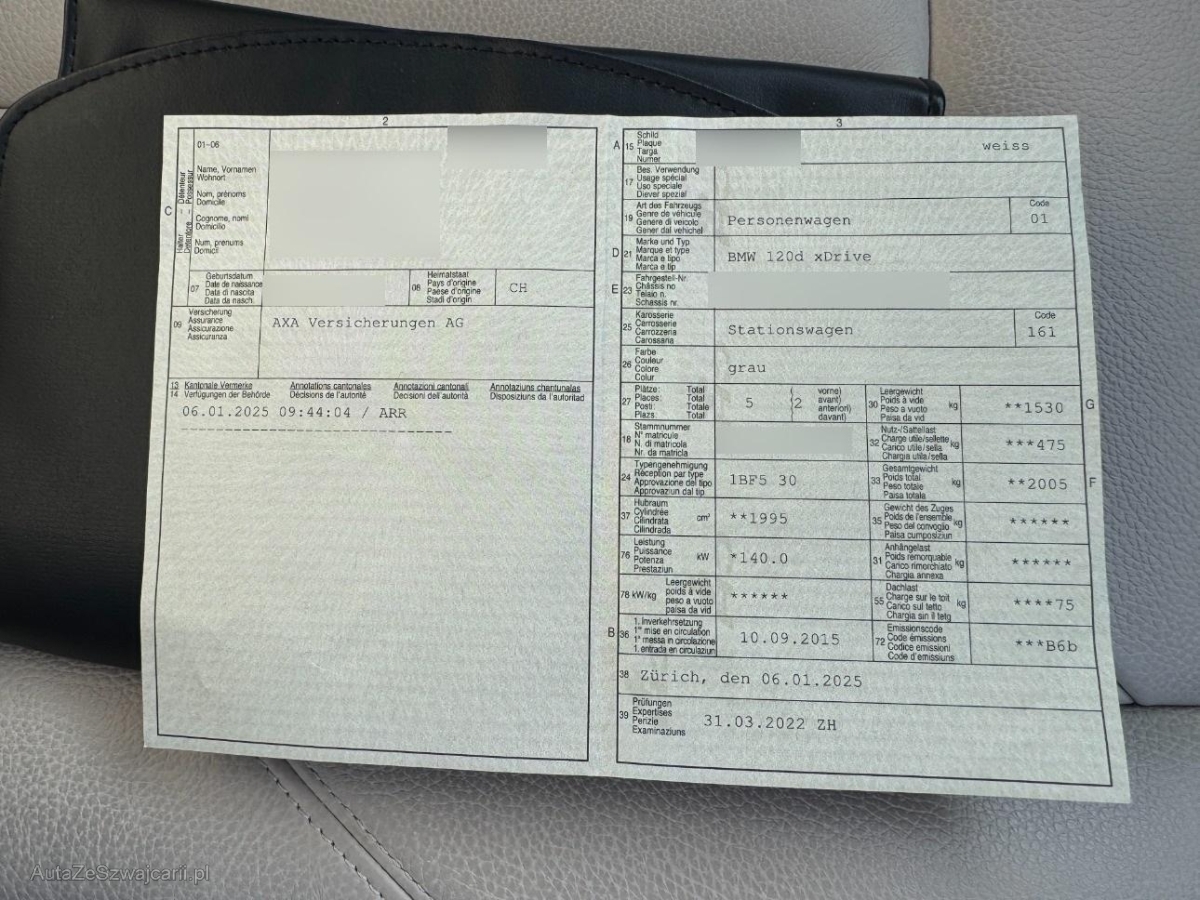 2
01-06
C
Halter – Détenteur
Detentore – Possessur
Name, Vornamen
Wohnort
Nom, prénoms
Domicile
Cognome, nomi
Domicilio
Num, prenums
Domicil
07
Geburtsdatum
Date de naissance
Data di nascita
Data da nasch.
08
Heimatstaat
Pays d'origine
Paese d'origine
Stadi d'origin
CH
09
Versicherung
Assurance
Assicurazione
Assicuranza
AXA Versicherungen AG
13 Kantonale Vermerke Annotations cantonales Annotazioni cantonali Annotaziuns chantunalas
14 Verfügungen der Behörde Décisions de l'autorité Decisioni dell'autorità Disposiziuns da l'autoritad
06.01.2025 09:44:04 / ARR
3
A 15
Schild
Plaque
Targa
Numer
weiss
17
Bes. Verwendung
Usage spécial
Uso speciale
Diever spezial
19
Art des Fahrzeugs
Genre de véhicule
Genere di veicolo
Gener dal vehichel
Personenwagen
Code
01
D 21
Marke und Typ
Marque et type
Marca e tipo
Marca e tip
BMW 120d xDrive
E 23
Fahrgestell-Nr.
Châssis no
Telaio n.
Schassis nr.
25
Karosserie
Carrosserie
Carrozzeria
Carossaria
Stationswagen
Code
161
26
Farbe
Couleur
Colore
Colur
grau
27
Plätze: Total
Places: Total
Posti: Totale
Plazs: Total
5
(2
vorne)
avant)
anteriori)
davant)
30
Leergewicht
Poids à vide
Peso a vuoto
Paisa da vid
kg
**1530
G
18
Stammnummer
N° matricule
N. di matricola
Nr. da matricla
32
Nutz-/Sattellast
Charge utile/sellette
Carico utile/sella
Chargia utila/sella
kg
***475
24
Typengenehmigung
Réception par type
Approvazione del tipo
Approvaziun dal tip
1BF5 30
33
Gesamtgewicht
Poids total
Peso totale
Paisa totala
kg
**2005
F
37
Hubraum
Cylindrée
Cilindrata
Cilindrada
cm³
**1995
35
Gewicht des Zuges
Poids de l'ensemble
Peso del convoglio
Paisa cumposiziun
kg
******
76
Leistung
Puissance
Potenza
Prestaziun
kW
*140.0
31
Anhängelast
Poids remorquable
Carico rimorchiato
Chargia annexa
kg
******
78 kW/kg
Leergewicht
poids à vide
peso a vuoto
paisa da vid
******
55
Dachlast
Charge sur le toit
Carico sul tetto
Chargia sin il tetg
kg
****75
B 36
1. Inverkehrsetzung
1re mise en circulation
1a messa in circolazione
1. entrada en circulaziun
10.09.2015
72
Emissionscode
Code émissions
Codice emissioni
Code d'emissiuns
***B6b
38 Zürich, den 06.01.2025
39
Prüfungen
Expertises
Perizie
Examinaziuns
31.03.2022 ZH
AutaZeSzwajcarii.pl